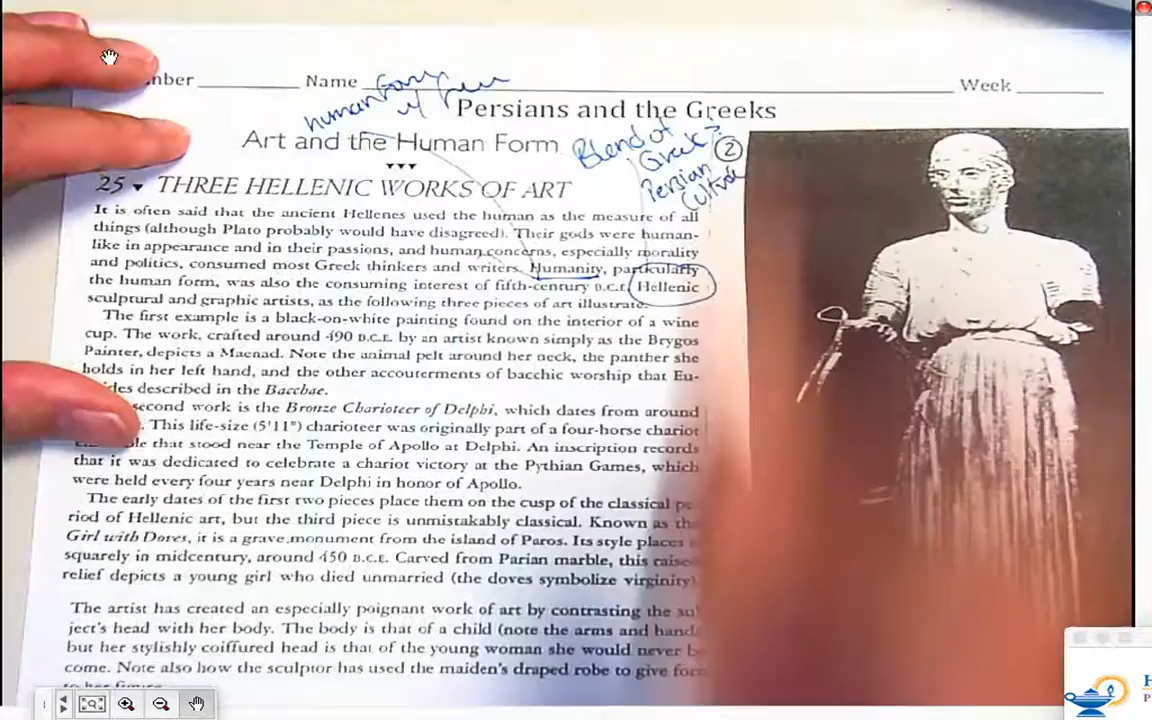 mber ______ Name ______ Week ______
human form
w/
Persians and the Greeks
Art and the Human Form
Blend of
Greek?
Persian
Culture
2
25 ▾ THREE HELLENIC WORKS OF ART
It is often said that the ancient Hellenes used the human as the measure of all
things (although Plato probably would have disagreed). Their gods were human-
like in appearance and in their passions, and human concerns, especially morality
and politics, consumed most Greek thinkers and writers. Humanity, particularly
the human form, was also the consuming interest of fifth-century B.C.E. Hellenic
sculptural and graphic artists, as the following three pieces of art illustrate.
The first example is a black-on-white painting found on the interior of a wine
cup. The work, crafted around 490 B.C.E. by an artist known simply as the Brygos
Painter, depicts a Maenad. Note the animal pelt around her neck, the panther she
holds in her left hand, and the other accouterments of bacchic worship that Eu-
ides described in the Bacchae.
second work is the Bronze Charioteer of Delphi, which dates from around
This life-size (5'11") charioteer was originally part of a four-horse chariot
that stood near the Temple of Apollo at Delphi. An inscription records
that it was dedicated to celebrate a chariot victory at the Pythian Games, which
were held every four years near Delphi in honor of Apollo.
The early dates of the first two pieces place them on the cusp of the classical pe
riod of Hellenic art, but the third piece is unmistakably classical. Known as the
Girl with Doves, it is a grave monument from the island of Paros. Its style places
squarely in midcentury, around 450 B.C.E. Carved from Parian marble, this raised
relief depicts a young girl who died unmarried (the doves symbolize virginity)
The artist has created an especially poignant work of art by contrasting the sub
ject's head with her body. The body is that of a child (note the arms and hands
but her stylishly coiffured head is that of the young woman she would never be
come. Note also how the sculptor has used the maiden's draped robe to give form
to her figure.